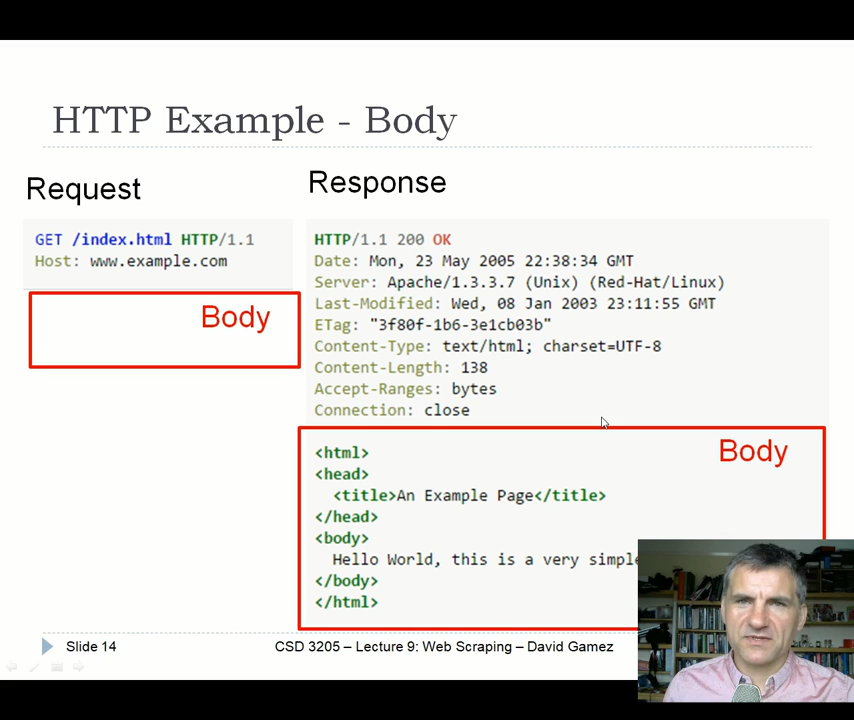 HTTP Example - Body
Request
GET /index.html HTTP/1.1
Host: www.example.com
Body
Response
HTTP/1.1 200 OK
Date: Mon, 23 May 2005 22:38:34 GMT
Server: Apache/1.3.3.7 (Unix) (Red-Hat/Linux)
Last-Modified: Wed, 08 Jan 2003 23:11:55 GMT
ETag: "3f80f-1b6-3e1cb03b"
Content-Type: text/html; charset=UTF-8
Content-Length: 138
Accept-Ranges: bytes
Connection: close
Body
<html>
<head>
<title>An Example Page</title>
</head>
<body>
Hello World, this is a very simple
</body>
</html>
Slide 14
CSD 3205 – Lecture 9: Web Scraping – David Gamez